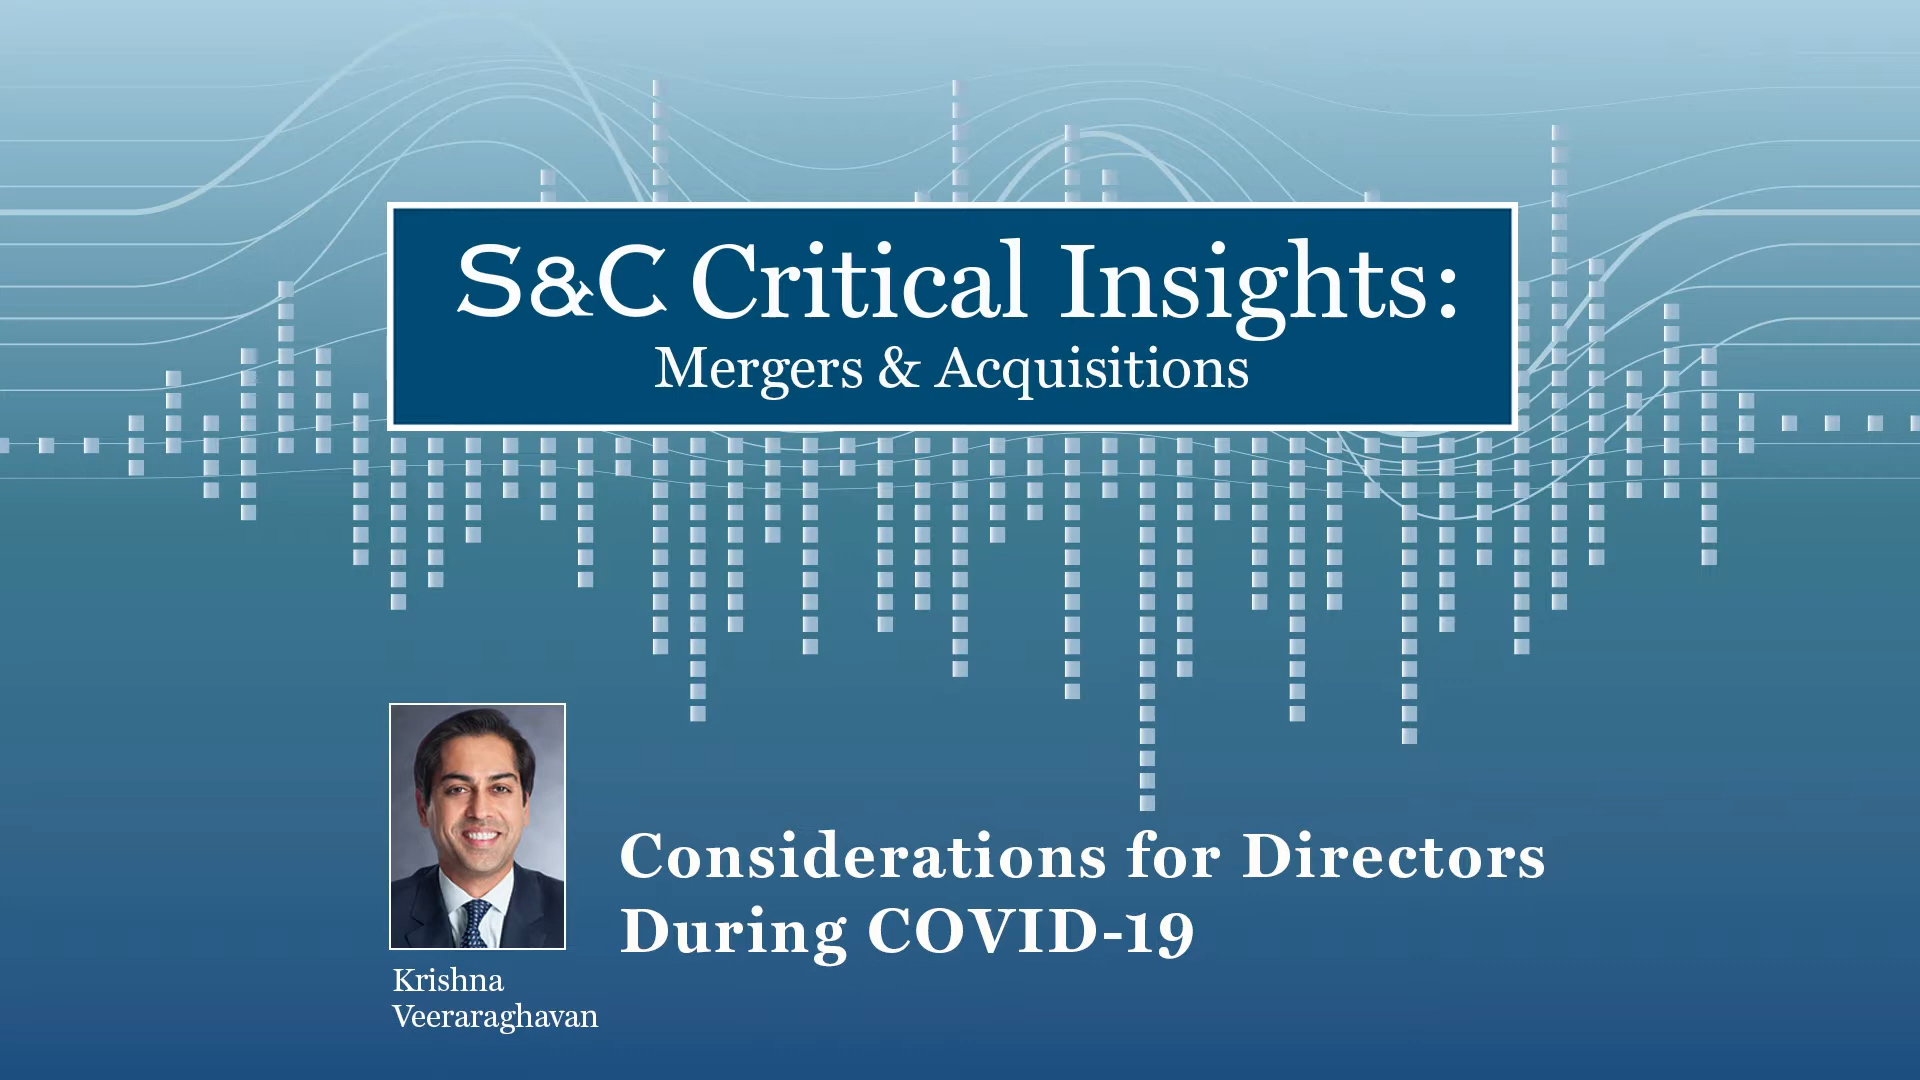 S&C Critical Insights:
Mergers & Acquisitions
Considerations for Directors
During COVID-19
Krishna
Veeraraghavan